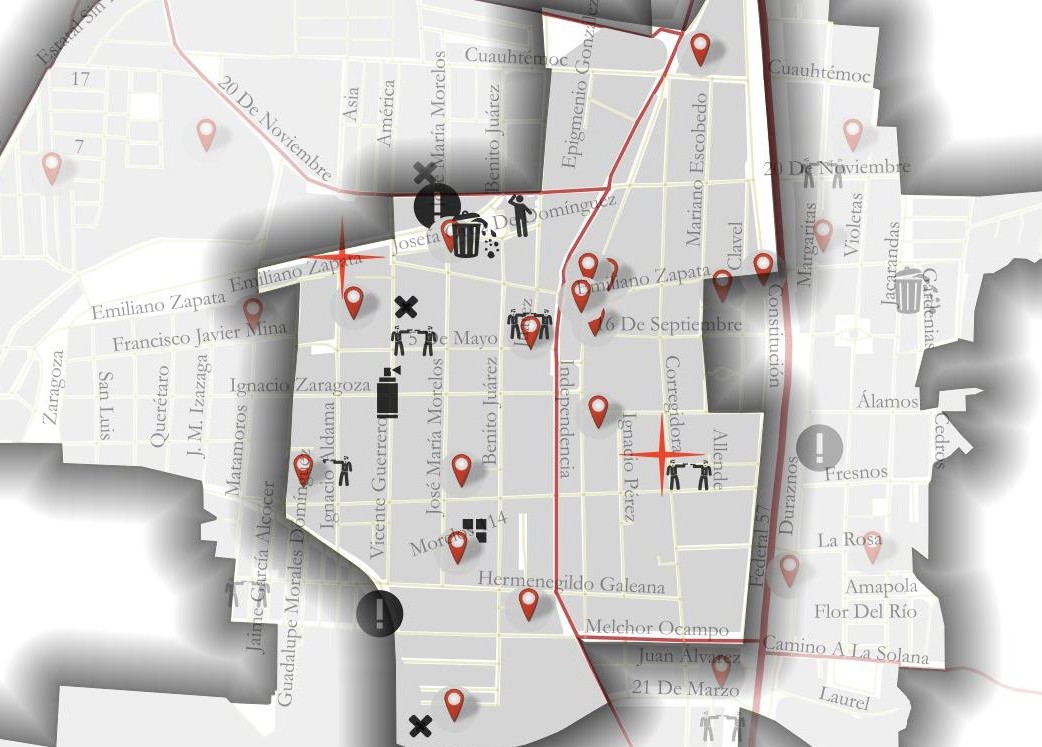 Estatal
17
7
20 De Noviembre
Asia
América
José María Morelos
Benito Juárez
Cuauhtémoc
Epigmenio González
Mariano Escobedo
Cuauhtémoc
20 De Noviembre
Margaritas
Violetas
Jacarandas
Gardenias
Clavel
De Domínguez
Josefa
Emiliano Zapata
Emiliano Zapata
Emiliano Zapata
Francisco Javier Mina
5 De Mayo
16 De Septiembre
Constitución
Ignacio Zaragoza
Zaragoza
San Luis
Querétaro
J.M. Izazaga
Matamoros
Ignacio Aldama
Vicente Guerrero
José María Morelos
Benito Juárez
Independencia
Ignacio Pérez
Corregidora
Allende
Álamos
Cedros
Fresnos
Duraznos
Federal 57
La Rosa
Amapola
Flor Del Río
Morelos 14
Hermenegildo Galeana
Jaime García Alcocer
Guadalupe Morales Domínguez
Melchor Ocampo
Juan Álvarez
21 De Marzo
Camino A La Solana
Laurel